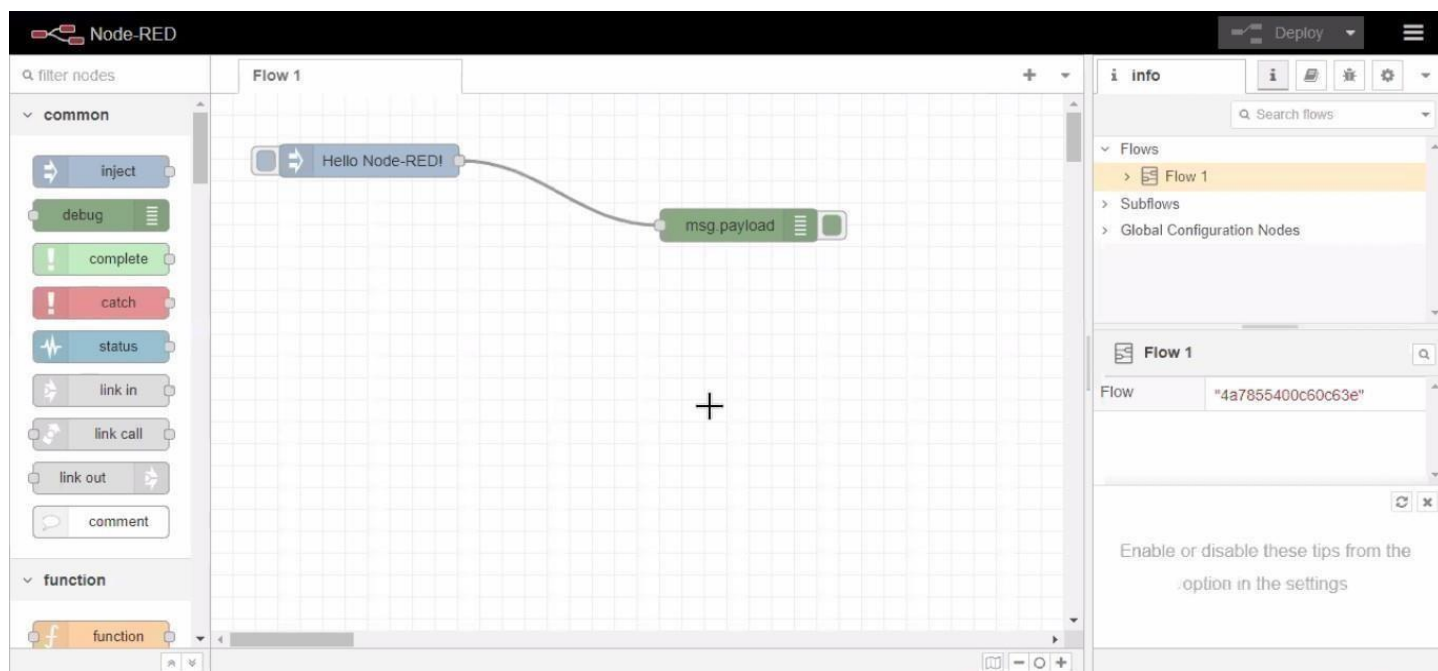 Node-RED
Deploy
filter nodes
common
inject
debug
complete
catch
status
link in
link call
link out
comment
function
function
Flow 1
Hello Node-RED!
msg.payload
i info
i
Search flows
Flows
Flow 1
Subflows
Global Configuration Nodes
Flow 1
Flow "4a7855400c60c63e"
Enable or disable these tips from the
option in the settings